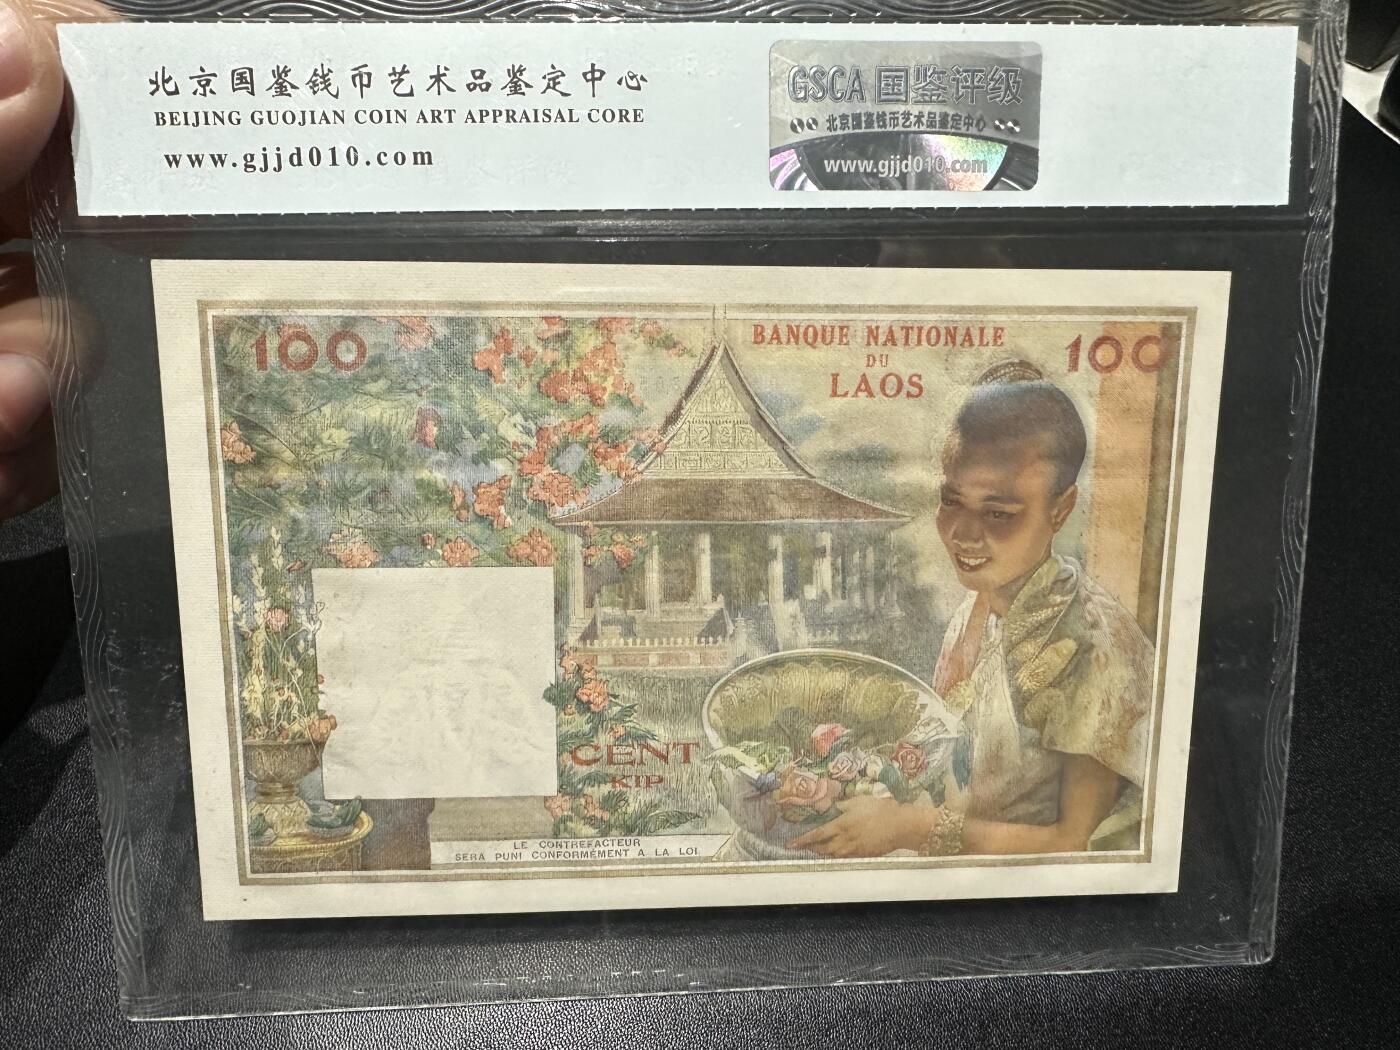 北京国鉴钱币艺术品鉴定中心
BEIJING GUOJIAN COIN ART APPRAISAL CORE
www.gjjd010.com
GSCA 国鉴评级
北京国鉴钱币艺术品鉴定中心
www.gjjd010.com
100
BANQUE NATIONALE
DU
LAOS
100
CENT
KIP
LE CONTREFACTEUR
SERA PUNI CONFORMÉMENT A LA LOI